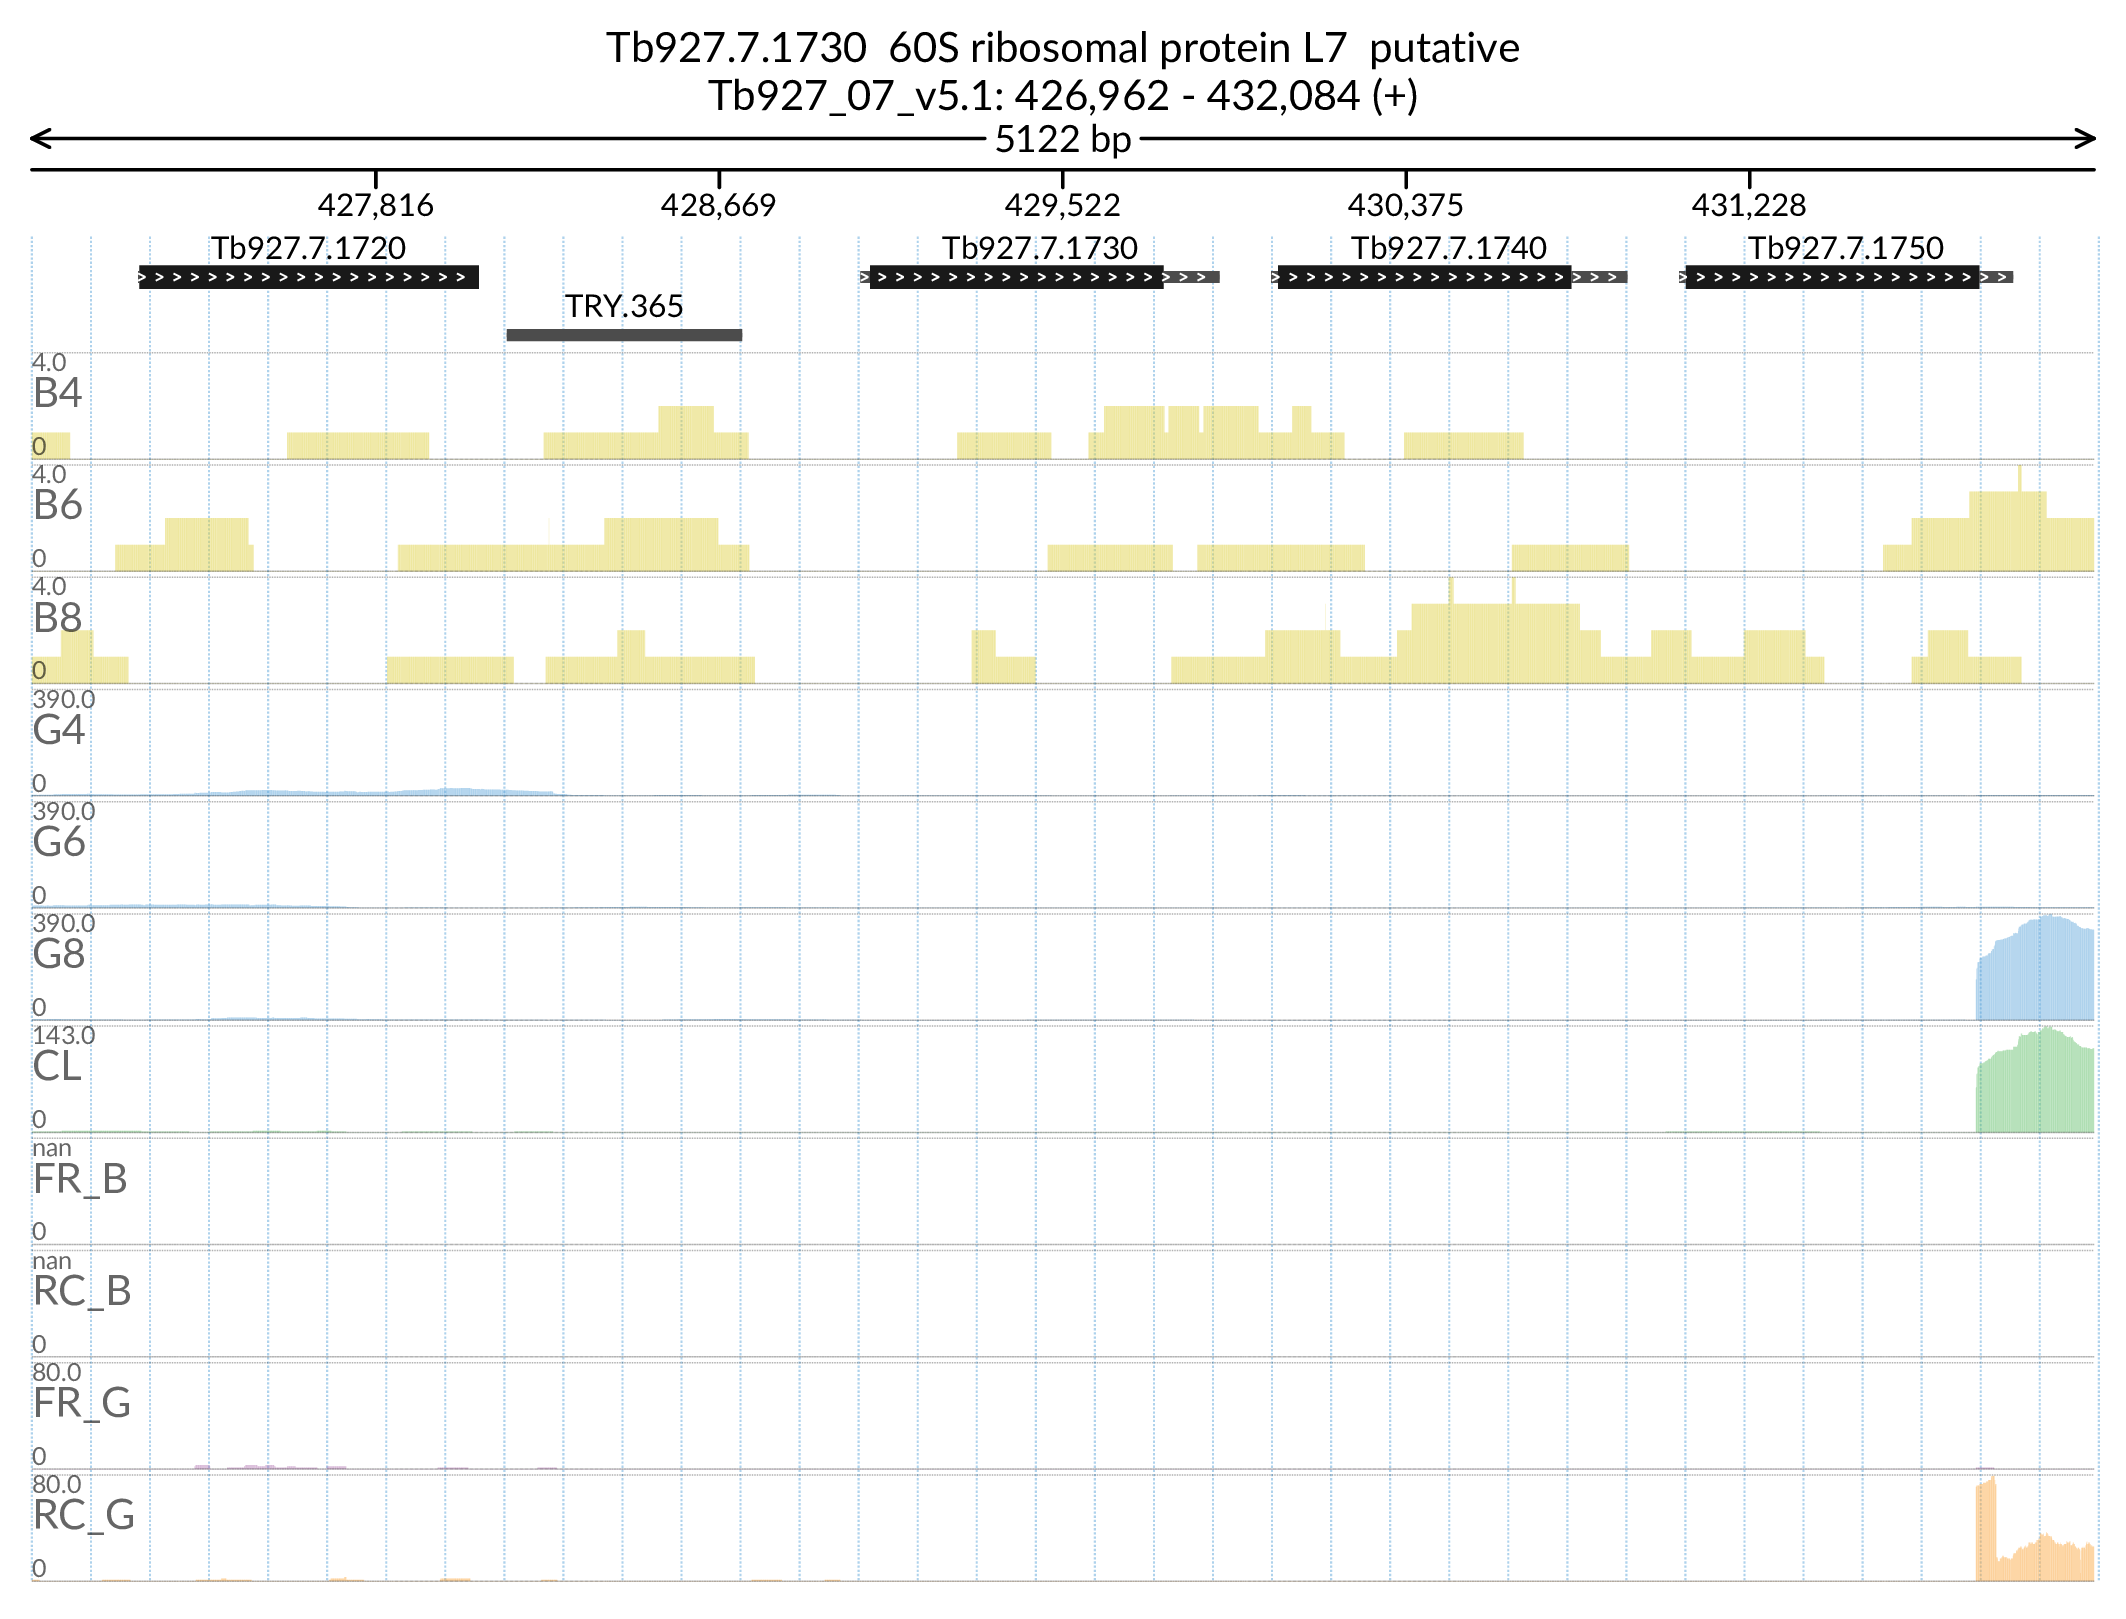 Tb927.7.1730 60S ribosomal protein L7 putative
Tb927_07_v5.1: 426,962 - 432,084 (+)
5122 bp
427,816 428,669 429,522 430,375 431,228
Tb927.7.1720 Tb927.7.1730 Tb927.7.1740 Tb927.7.1750
TRY.365
4.0
B4
0
4.0
B6
0
4.0
B8
0
390.0
G4
0
390.0
G6
0
390.0
G8
0
143.0
CL
0
nan
FR_B
0
nan
RC_B
0
80.0
FR_G
0
80.0
RC_G
0